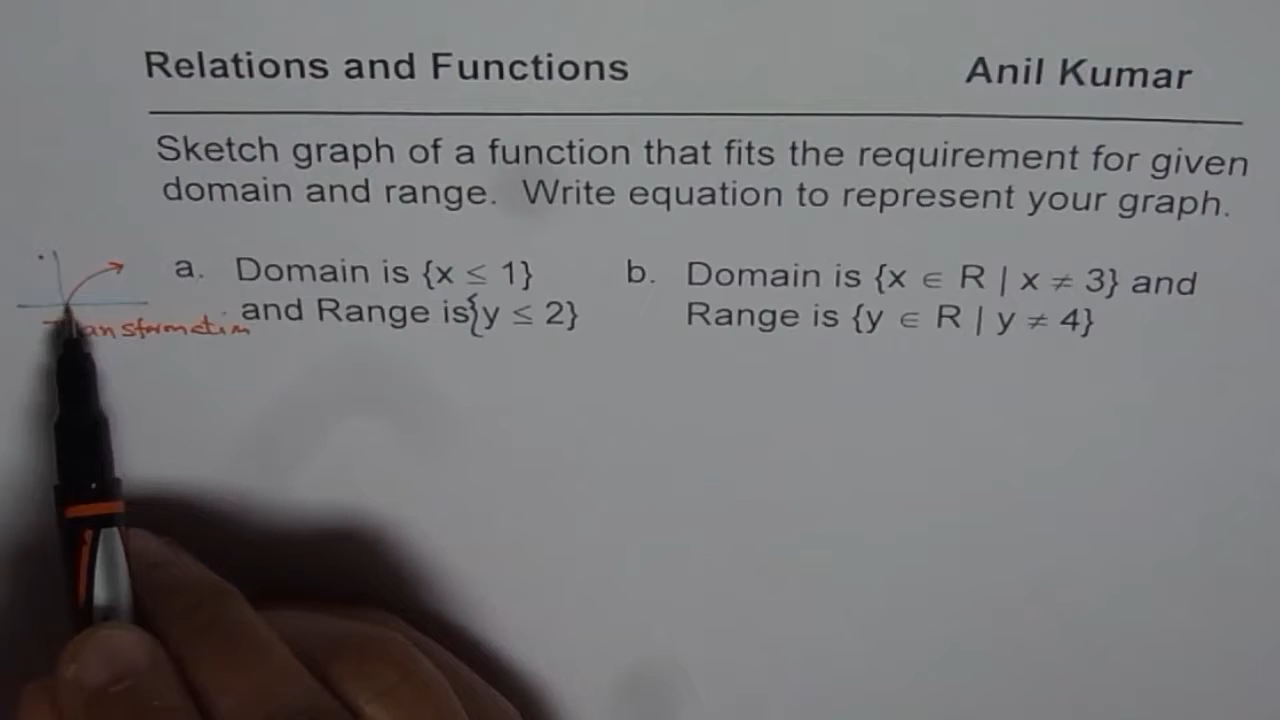 Relations and Functions Anil Kumar
Sketch graph of a function that fits the requirement for given
domain and range. Write equation to represent your graph.
a. Domain is {x ≤ 1}
and Range is{y ≤ 2}
b. Domain is {x ∈ R | x ≠ 3} and
Range is {y ∈ R | y ≠ 4}
Transformation